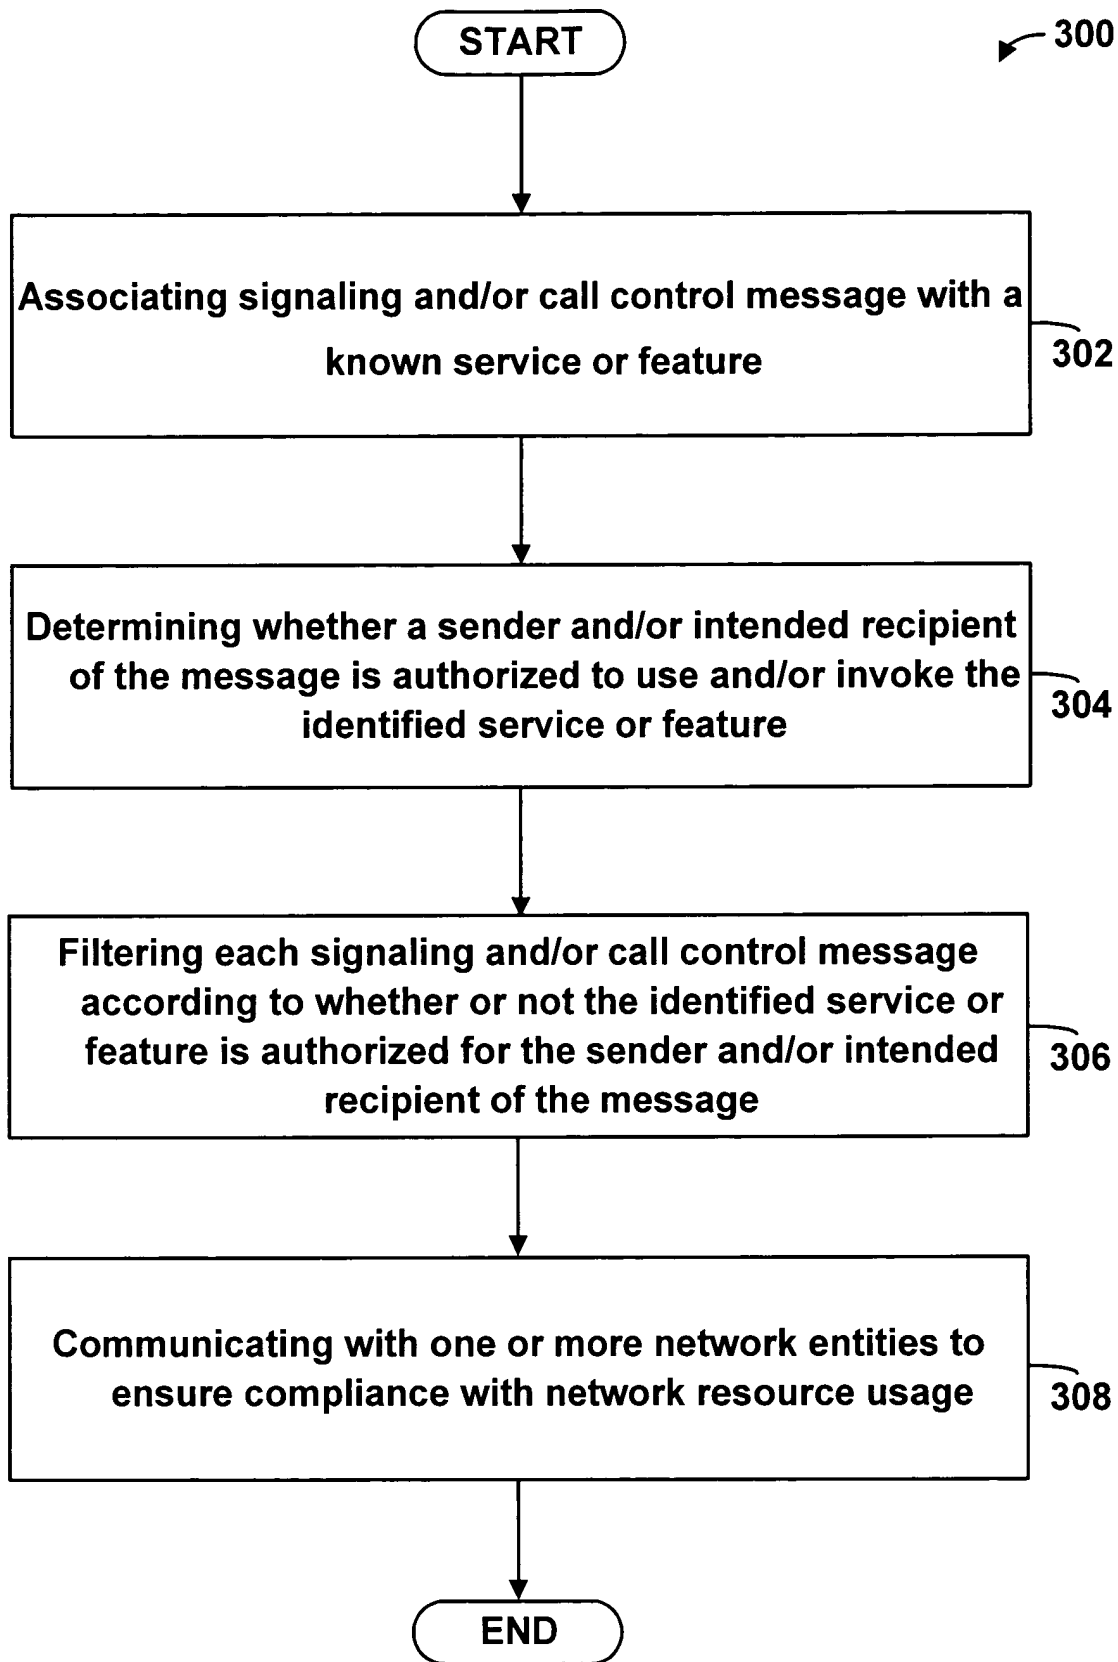 START
300
Associating signaling and/or call control message with a
known service or feature
302
Determining whether a sender and/or intended recipient
of the message is authorized to use and/or invoke the
identified service or feature
304
Filtering each signaling and/or call control message
according to whether or not the identified service or
feature is authorized for the sender and/or intended
recipient of the message
306
Communicating with one or more network entities to
ensure compliance with network resource usage
308
END